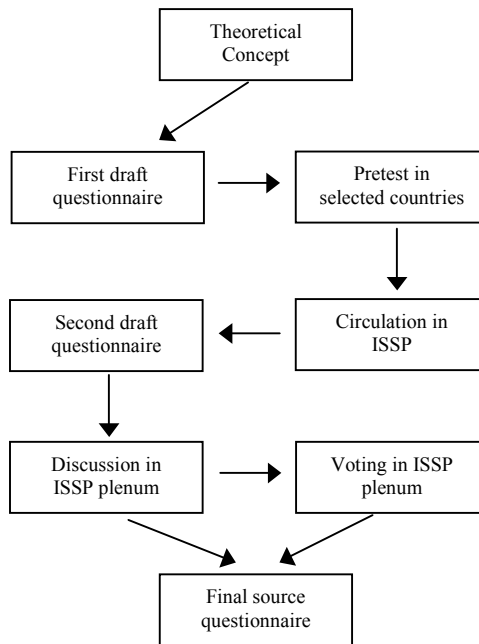 Theoretical
Concept
First draft
questionnaire
Pretest in
selected countries
Second draft
questionnaire
Circulation in
ISSP
Discussion in
ISSP plenum
Voting in ISSP
plenum
Final source
questionnaire